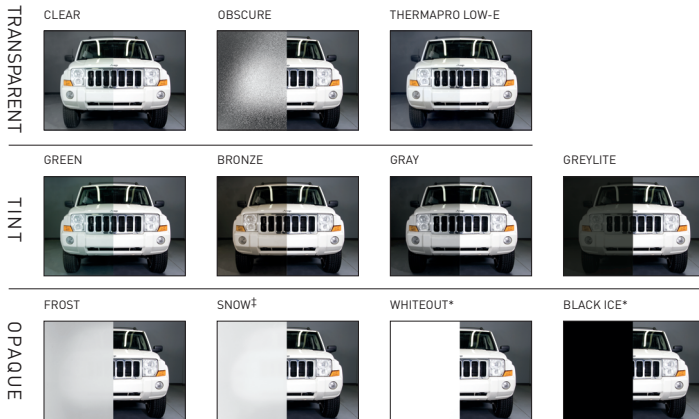 TRANSPARENT
CLEAR OBSCURE THERMAPRO LOW-E
TINT
GREEN BRONZE GRAY GREYLITE
OPAQUE
FROST SNOW‡ WHITEOUT* BLACK ICE*